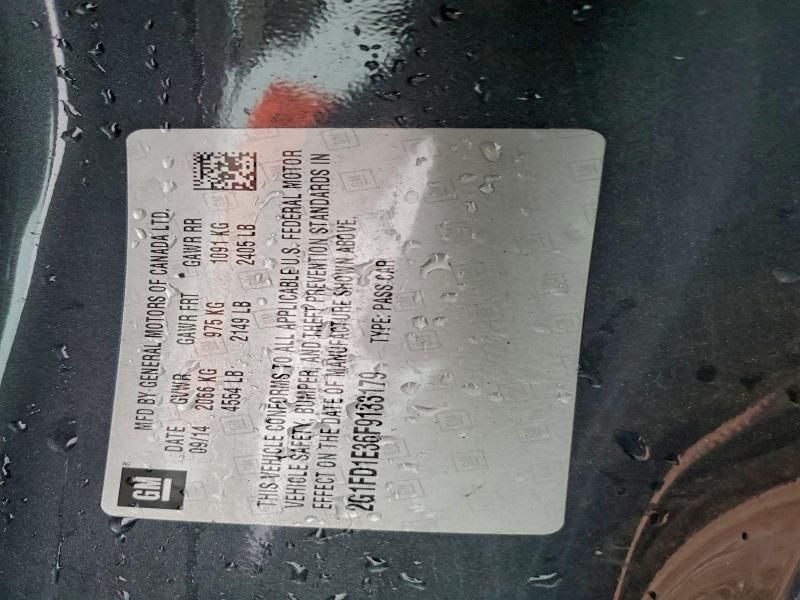 GM
MFD BY GENERAL MOTORS OF CANADA LTD.
DATE GVWR GAWR FRT GAWR RR
09/14 2066 KG 975 KG 1091 KG
4554 LB 2149 LB 2405 LB
THIS VEHICLE CONFORMS TO ALL APPLICABLE U.S. FEDERAL MOTOR
VEHICLE SAFETY, BUMPER, AND THEFT PREVENTION STANDARDS IN
EFFECT ON THE DATE OF MANUFACTURE SHOWN ABOVE.
2G1FD1E36F9133179 TYPE: PASS CAR